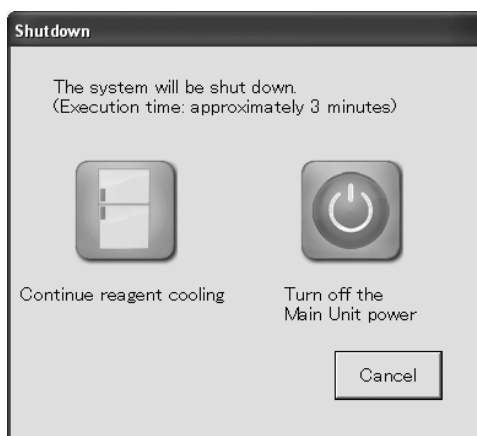 Shutdown
The system will be shut down.
(Execution time: approximately 3 minutes)
Continue reagent cooling
Turn off the
Main Unit power
Cancel